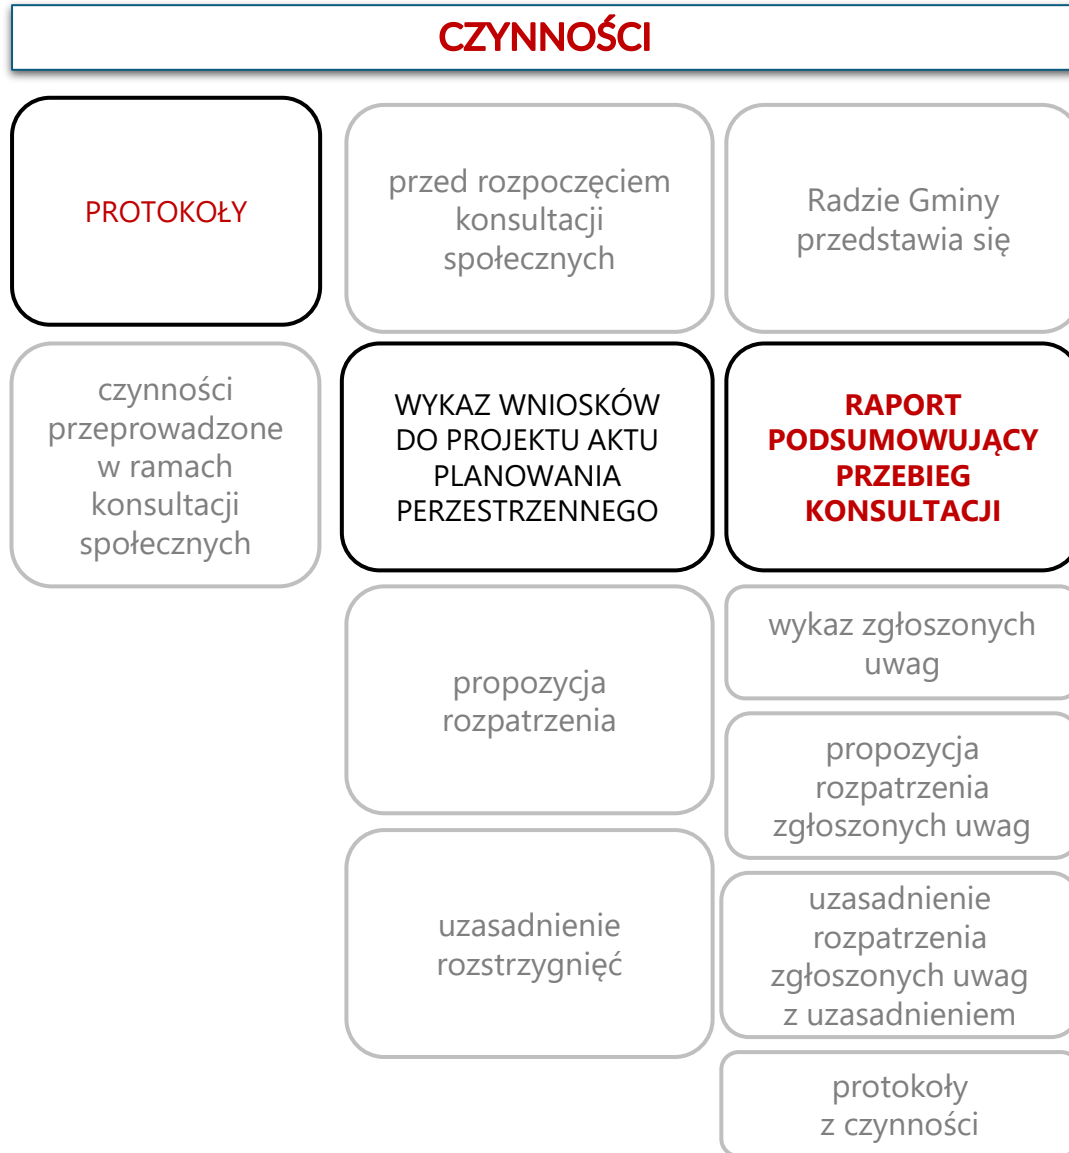 CZYNNOŚCI
PROTOKOŁY
czynności
przeprowadzone
w ramach
konsultacji
społecznych
przed rozpoczęciem
konsultacji
społecznych
WYKAZ WNIOSKÓW
DO PROJEKTU AKTU
PLANOWANIA
PERZESTRZENNEGO
propozycja
rozpatrzenia
uzasadnienie
rozstrzygnięć
Radzie Gminy
przedstawia się
RAPORT
PODSUMOWUJĄCY
PRZEBIEG
KONSULTACJI
wykaz zgłoszonych
uwag
propozycja
rozpatrzenia
zgłoszonych uwag
uzasadnienie
rozpatrzenia
zgłoszonych uwag
z uzasadnieniem
protokoły
z czynności